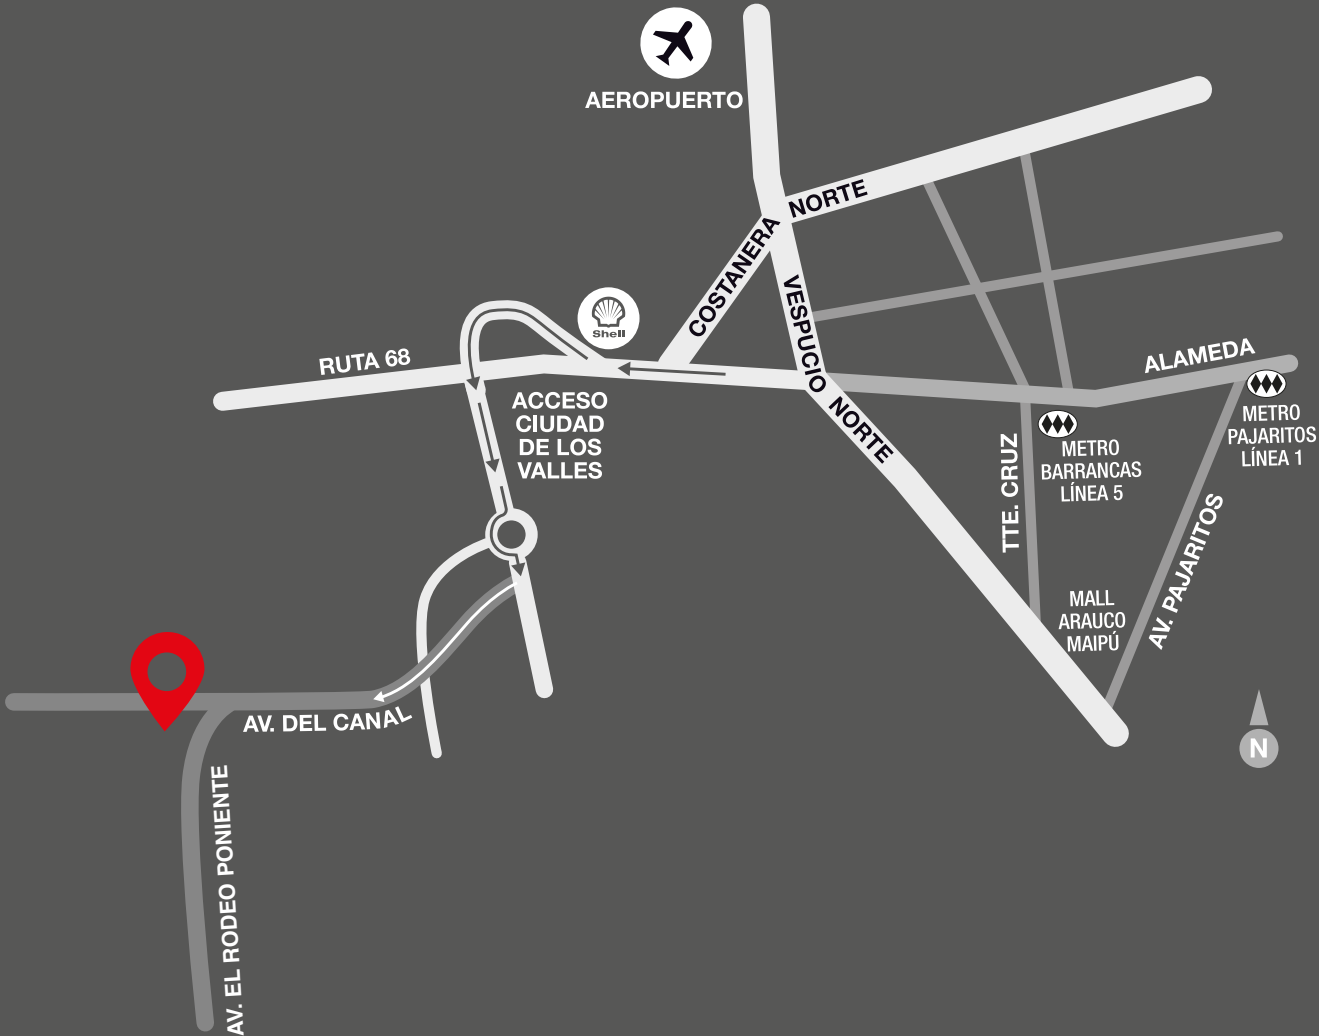 AEROPUERTO
COSTANERA NORTE
VESPUCIO NORTE
Shell
RUTA 68
ALAMEDA
ACCESO
CIUDAD
DE LOS
VALLES
METRO
PAJARITOS
LÍNEA 1
METRO
BARRANCAS
LÍNEA 5
TTE. CRUZ
AV. PAJARITOS
MALL
ARAUCO
MAIPÚ
AV. DEL CANAL
N
AV. EL RODEO PONIENTE